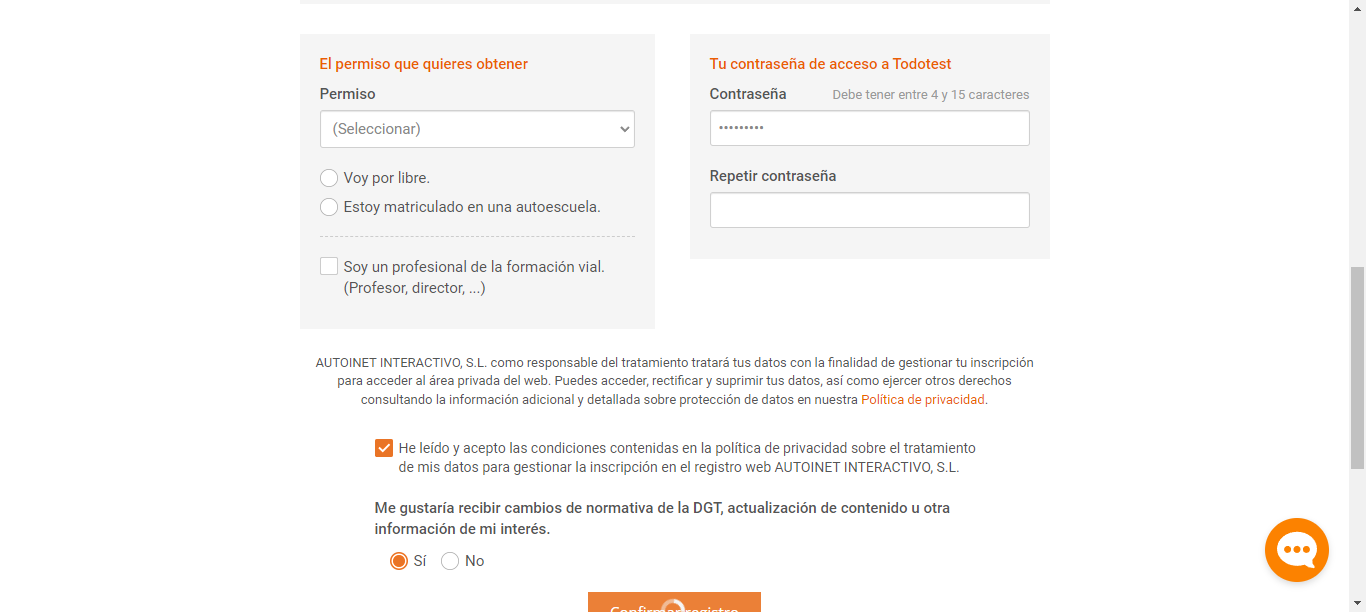 El permiso que quieres obtener
Permiso
(Seleccionar)
Voy por libre.
Estoy matriculado en una autoescuela.
Soy un profesional de la formación vial.
(Profesor, director, ...)
Tu contraseña de acceso a Todotest
Contraseña Debe tener entre 4 y 15 caracteres
•••••••••
Repetir contraseña
AUTOINET INTERACTIVO, S.L. como responsable del tratamiento tratará tus datos con la finalidad de gestionar tu inscripción
para acceder al área privada del web. Puedes acceder, rectificar y suprimir tus datos, así como ejercer otros derechos
consultando la información adicional y detallada sobre protección de datos en nuestra Política de privacidad.
He leído y acepto las condiciones contenidas en la política de privacidad sobre el tratamiento
de mis datos para gestionar la inscripción en el registro web AUTOINET INTERACTIVO, S.L.
Me gustaría recibir cambios de normativa de la DGT, actualización de contenido u otra
información de mi interés.
Sí No
Confirmar registro